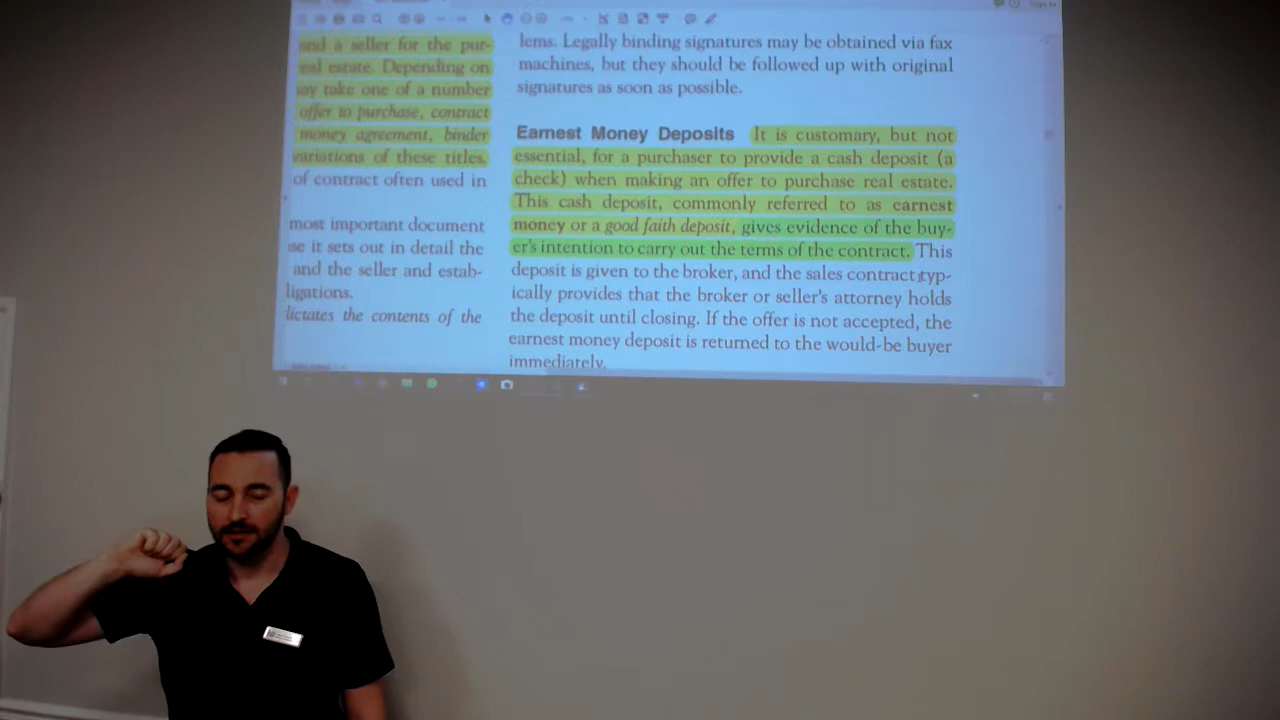 Sign In
and a seller for the pur-
real estate. Depending on
may take one of a number
offer to purchase, contract
money agreement, binder
variations of these titles.
of contract often used in
most important document
use it sets out in detail the
and the seller and estab-
ligations.
dictates the contents of the
lems. Legally binding signatures may be obtained via fax
machines, but they should be followed up with original
signatures as soon as possible.
Earnest Money Deposits It is customary, but not
essential, for a purchaser to provide a cash deposit (a
check) when making an offer to purchase real estate.
This cash deposit, commonly referred to as earnest
money or a good faith deposit, gives evidence of the buy-
er's intention to carry out the terms of the contract. This
deposit is given to the broker, and the sales contract typ-
ically provides that the broker or seller's attorney holds
the deposit until closing. If the offer is not accepted, the
earnest money deposit is returned to the would-be buyer
immediately.